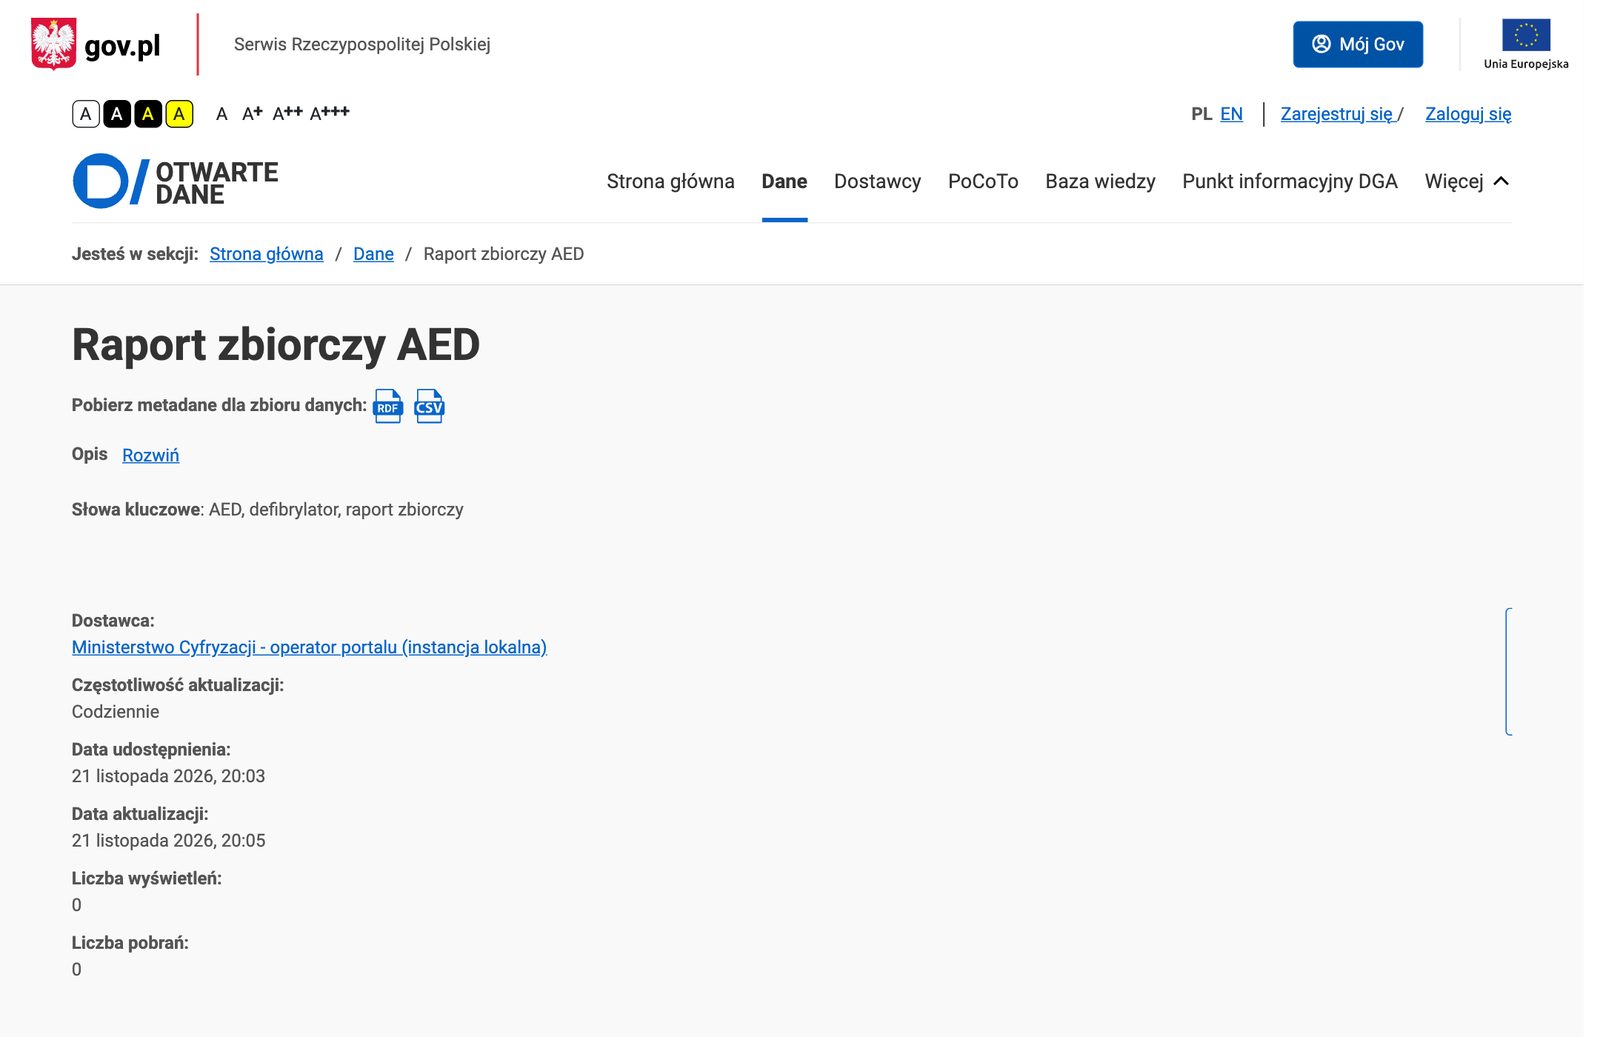 gov.pl
Serwis Rzeczypospolitej Polskiej
Mój Gov
Unia Europejska
A A A A A A+ A++ A+++
PL EN Zarejestruj się / Zaloguj się
OTWARTE
DANE
Strona główna Dane Dostawcy PoCoTo Baza wiedzy Punkt informacyjny DGA Więcej
Jesteś w sekcji: Strona główna / Dane / Raport zbiorczy AED
Raport zbiorczy AED
Pobierz metadane dla zbioru danych: RDF CSV
Opis Rozwiń
Słowa kluczowe: AED, defibrylator, raport zbiorczy
Dostawca:
Ministerstwo Cyfryzacji - operator portalu (instancja lokalna)
Częstotliwość aktualizacji:
Codziennie
Data udostępnienia:
21 listopada 2026, 20:03
Data aktualizacji:
21 listopada 2026, 20:05
Liczba wyświetleń:
0
Liczba pobrań:
0